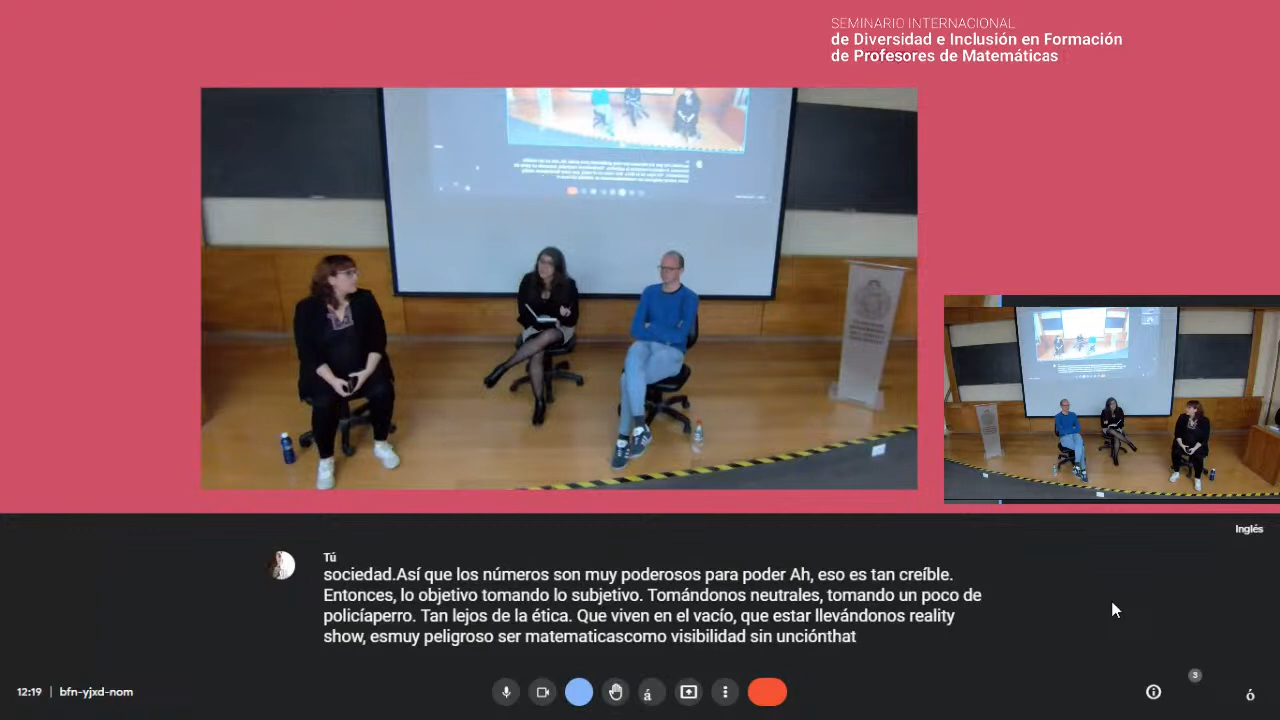 SEMINARIO INTERNACIONAL
de Diversidad e Inclusión en Formación
de Profesores de Matemáticas
Inglés
Tú
sociedad.Así que los números son muy poderosos para poder Ah, eso es tan creíble.
Entonces, lo objetivo tomando lo subjetivo. Tomándonos neutrales, tomando un poco de
policíaperro. Tan lejos de la ética. Que viven en el vacío, que estar llevándonos reality
show, esmuy peligroso ser matematicascomo visibilidad sin unciónthat
12:19 | bfn-yjxd-nom
á
3
ó